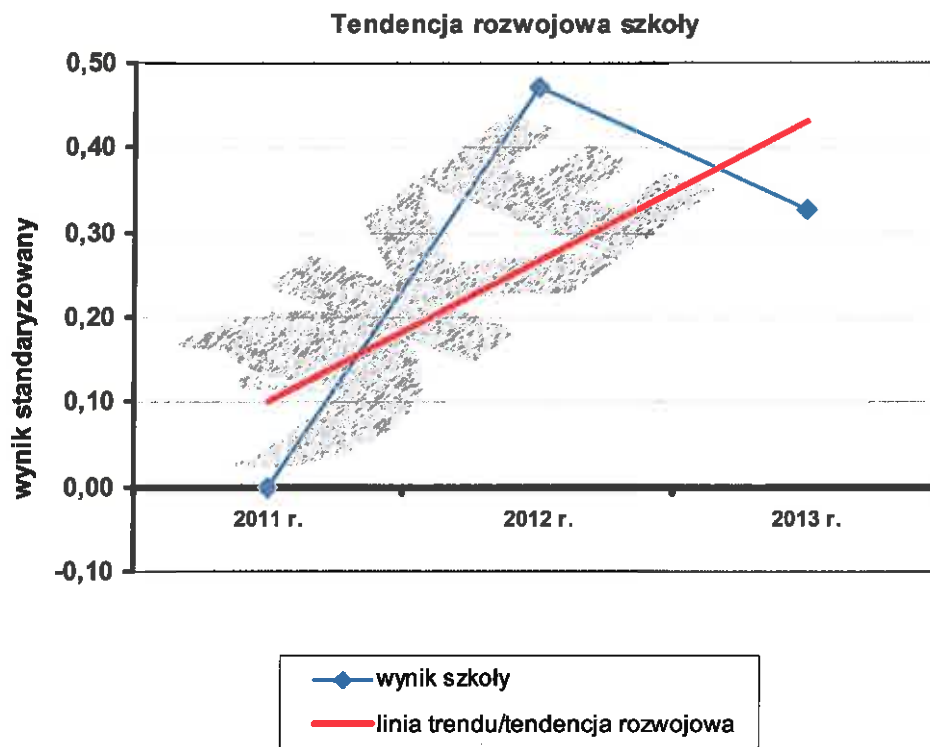 Tendencja rozwojowa szkoły
0,50
0,40
0,30
0,20
0,10
0,00
-0,10
wynik standaryzowany
2011 r.
2012 r.
2013 r.
wynik szkoły
linia trendu/tendencja rozwojowa